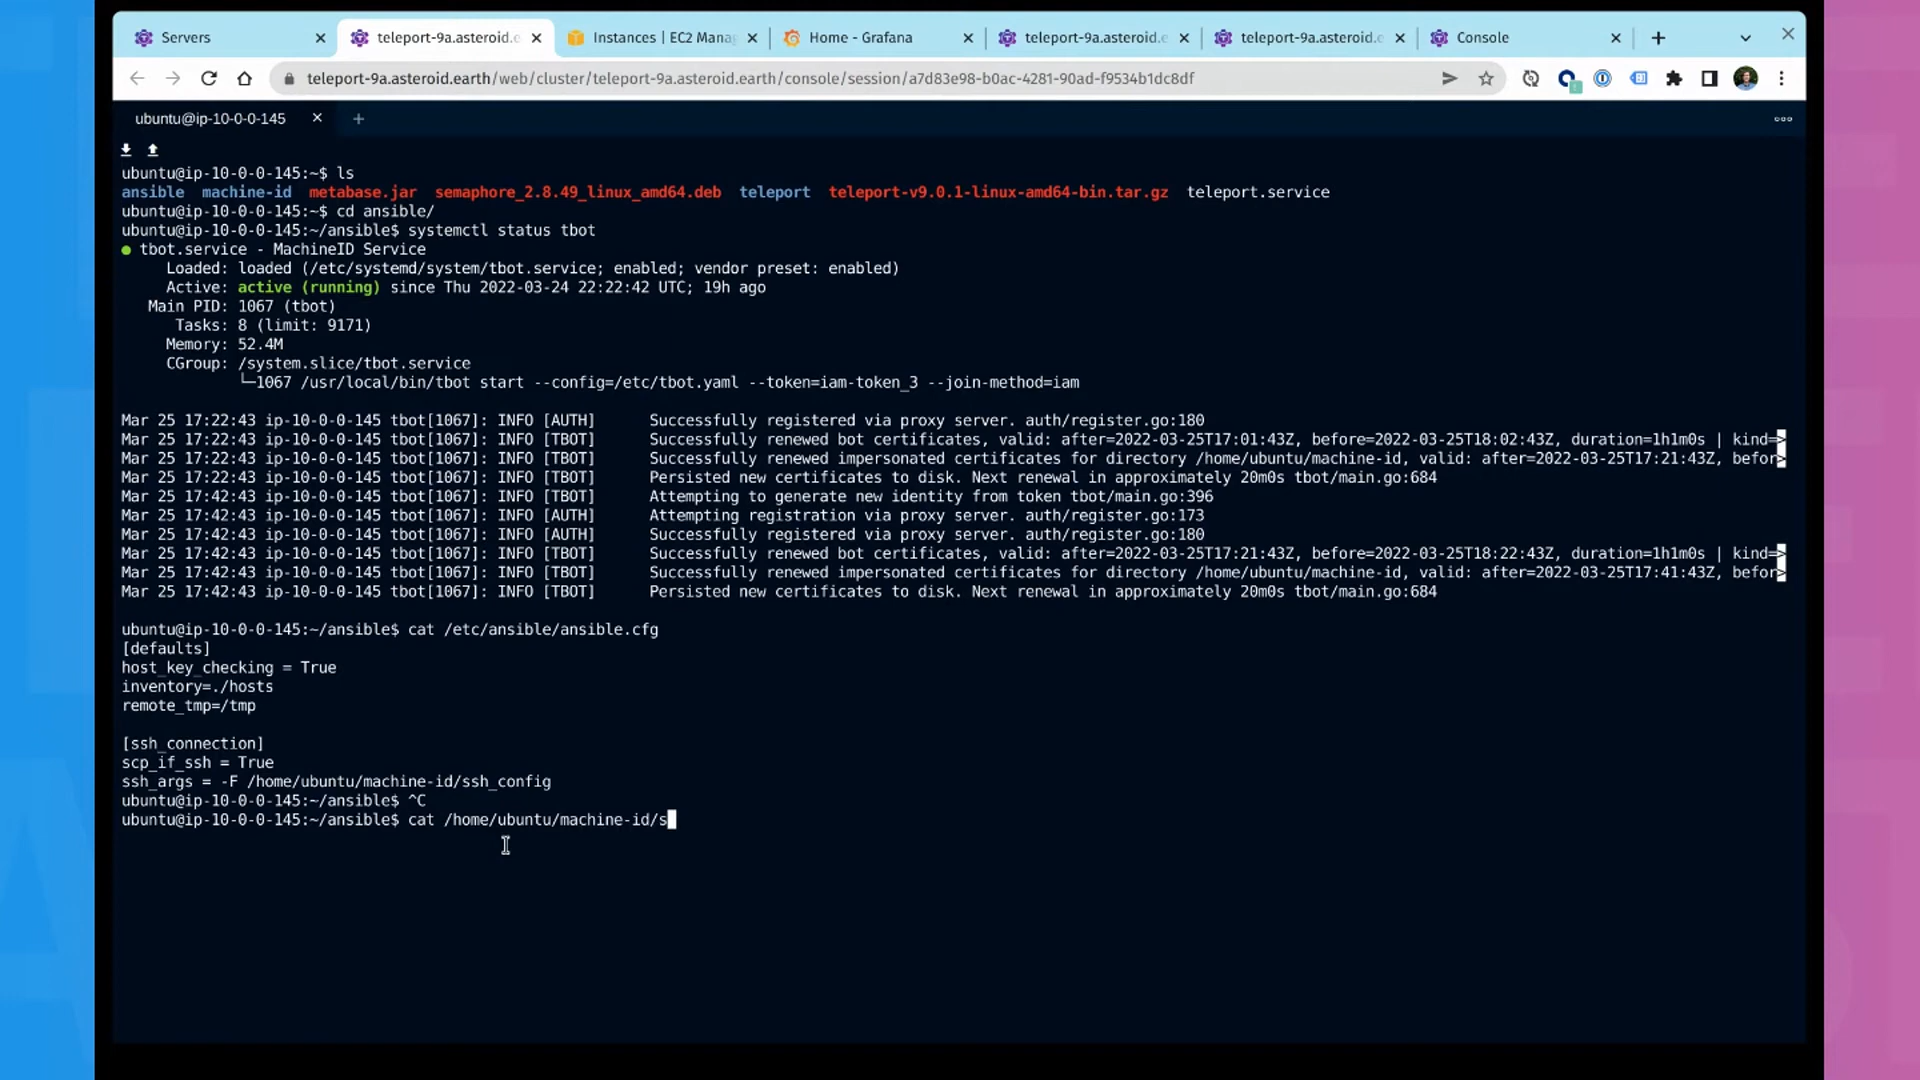 Servers
teleport-9a.asteroid.e
Instances | EC2 Manag
Home - Grafana
teleport-9a.asteroid.e
teleport-9a.asteroid.e
Console
teleport-9a.asteroid.earth/web/cluster/teleport-9a.asteroid.earth/console/session/a7d83e98-b0ac-4281-90ad-f9534b1dc8df
ubuntu@ip-10-0-0-145
ubuntu@ip-10-0-0-145:~$ ls
ansible machine-id metabase.jar semaphore_2.8.49_linux_amd64.deb teleport teleport-v9.0.1-linux-amd64-bin.tar.gz teleport.service
ubuntu@ip-10-0-0-145:~$ cd ansible/
ubuntu@ip-10-0-0-145:~/ansible$ systemctl status tbot
● tbot.service - MachineID Service
Loaded: loaded (/etc/systemd/system/tbot.service; enabled; vendor preset: enabled)
Active: active (running) since Thu 2022-03-24 22:22:42 UTC; 19h ago
Main PID: 1067 (tbot)
Tasks: 8 (limit: 9171)
Memory: 52.4M
CGroup: /system.slice/tbot.service
└─1067 /usr/local/bin/tbot start --config=/etc/tbot.yaml --token=iam-token_3 --join-method=iam
Mar 25 17:22:43 ip-10-0-0-145 tbot[1067]: INFO [AUTH] Successfully registered via proxy server. auth/register.go:180
Mar 25 17:22:43 ip-10-0-0-145 tbot[1067]: INFO [TBOT] Successfully renewed bot certificates, valid: after=2022-03-25T17:01:43Z, before=2022-03-25T18:02:43Z, duration=1h1m0s | kind=>
Mar 25 17:22:43 ip-10-0-0-145 tbot[1067]: INFO [TBOT] Successfully renewed impersonated certificates for directory /home/ubuntu/machine-id, valid: after=2022-03-25T17:21:43Z, befor>
Mar 25 17:22:43 ip-10-0-0-145 tbot[1067]: INFO [TBOT] Persisted new certificates to disk. Next renewal in approximately 20m0s tbot/main.go:684
Mar 25 17:42:43 ip-10-0-0-145 tbot[1067]: INFO [TBOT] Attempting to generate new identity from token tbot/main.go:396
Mar 25 17:42:43 ip-10-0-0-145 tbot[1067]: INFO [AUTH] Attempting registration via proxy server. auth/register.go:173
Mar 25 17:42:43 ip-10-0-0-145 tbot[1067]: INFO [AUTH] Successfully registered via proxy server. auth/register.go:180
Mar 25 17:42:43 ip-10-0-0-145 tbot[1067]: INFO [TBOT] Successfully renewed bot certificates, valid: after=2022-03-25T17:21:43Z, before=2022-03-25T18:22:43Z, duration=1h1m0s | kind=>
Mar 25 17:42:43 ip-10-0-0-145 tbot[1067]: INFO [TBOT] Successfully renewed impersonated certificates for directory /home/ubuntu/machine-id, valid: after=2022-03-25T17:41:43Z, befor>
Mar 25 17:42:43 ip-10-0-0-145 tbot[1067]: INFO [TBOT] Persisted new certificates to disk. Next renewal in approximately 20m0s tbot/main.go:684
ubuntu@ip-10-0-0-145:~/ansible$ cat /etc/ansible/ansible.cfg
[defaults]
host_key_checking = True
inventory=./hosts
remote_tmp=/tmp
[ssh_connection]
scp_if_ssh = True
ssh_args = -F /home/ubuntu/machine-id/ssh_config
ubuntu@ip-10-0-0-145:~/ansible$ ^C
ubuntu@ip-10-0-0-145:~/ansible$ cat /home/ubuntu/machine-id/s